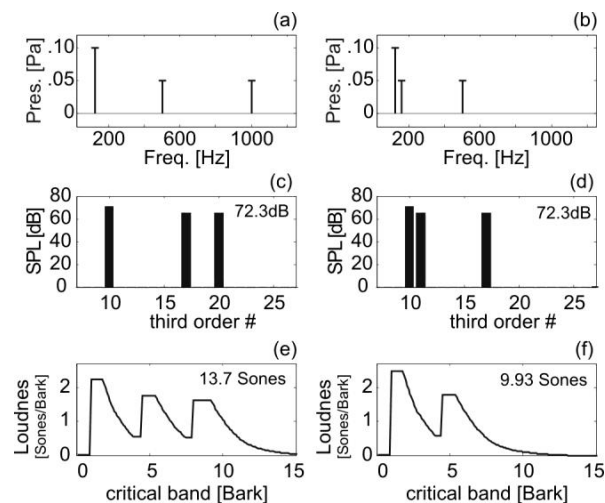 (a)
Pres. [Pa]
.10
.05
0
200 600 1000
Freq. [Hz]
(b)
Pres. [Pa]
.10
.05
0
200 600 1000
Freq. [Hz]
(c)
SPL[dB]
80
60
40
20
0
72.3dB
10 15 20 25
third order #
(d)
SPL[dB]
80
60
40
20
0
72.3dB
10 15 20 25
third order #
(e)
Loudnes
[Sones/Bark]
2
1
0
13.7 Sones
0 5 10 15
critical band [Bark]
(f)
Loudnes
[Sones/Bark]
2
1
0
9.93 Sones
0 5 10 15
critical band [Bark]